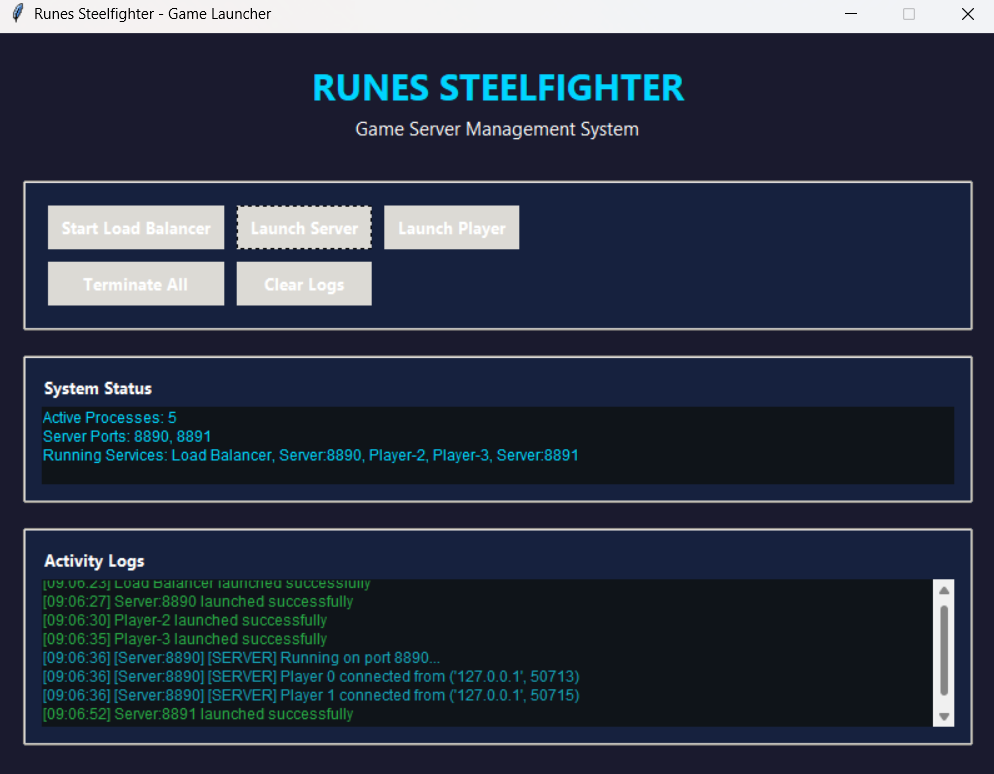 Runes Steelfighter - Game Launcher
RUNES STEELFIGHTER
Game Server Management System
Start Load Balancer
Launch Server
Launch Player
Terminate All
Clear Logs
System Status
Active Processes: 5
Server Ports: 8890, 8891
Running Services: Load Balancer, Server:8890, Player-2, Player-3, Server:8891
Activity Logs
[09:06:23] Load Balancer launched successfully
[09:06:27] Server:8890 launched successfully
[09:06:30] Player-2 launched successfully
[09:06:35] Player-3 launched successfully
[09:06:36] [Server:8890] [SERVER] Running on port 8890...
[09:06:36] [Server:8890] [SERVER] Player 0 connected from ('127.0.0.1', 50713)
[09:06:36] [Server:8890] [SERVER] Player 1 connected from ('127.0.0.1', 50715)
[09:06:52] Server:8891 launched successfully